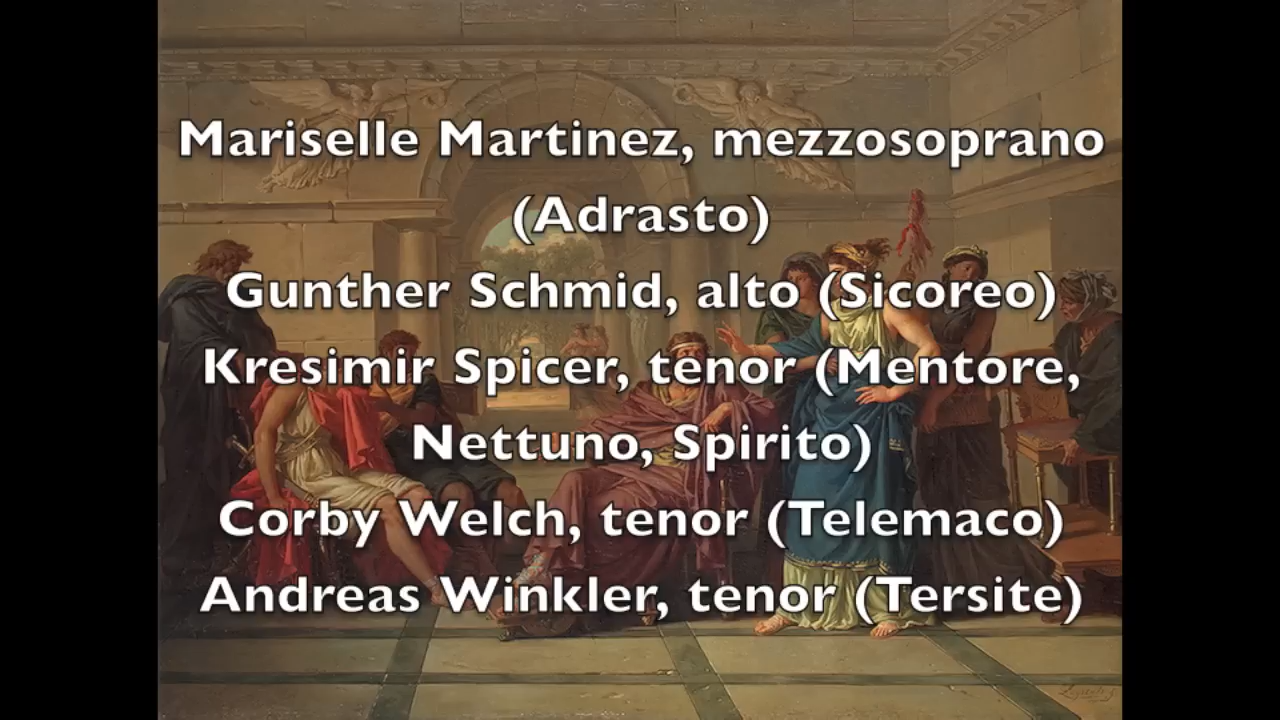 Mariselle Martinez, mezzosoprano
(Adrasto)
Gunther Schmid, alto (Sicoreo)
Kresimir Spicer, tenor (Mentore,
Nettuno, Spirito)
Corby Welch, tenor (Telemaco)
Andreas Winkler, tenor (Tersite)